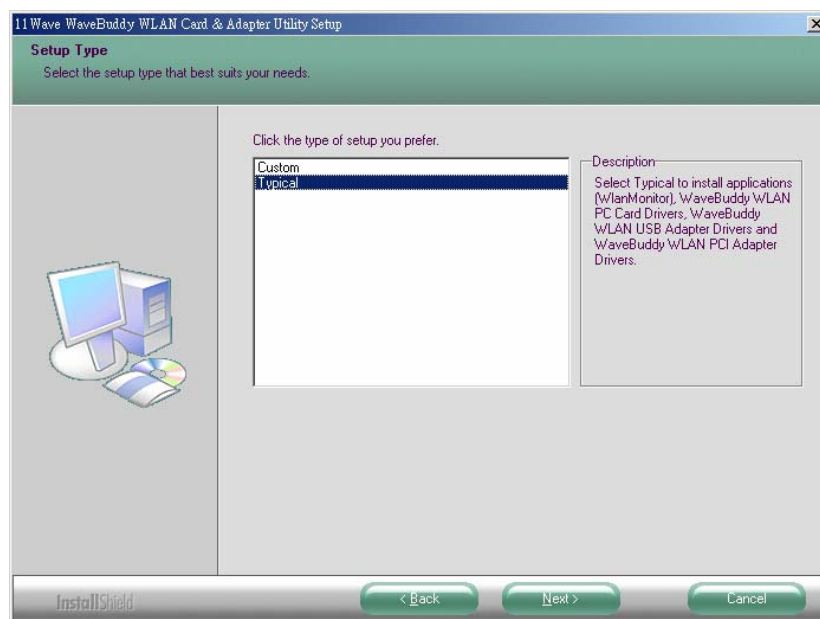 11Wave WaveBuddy WLAN Card & Adapter Utility Setup
Setup Type
Select the setup type that best suits your needs.
Click the type of setup you prefer.
Custom
Typical
Description
Select Typical to install applications
(WlanMonitor), WaveBuddy WLAN
PC Card Drivers, WaveBuddy
WLAN USB Adapter Drivers and
WaveBuddy WLAN PCI Adapter
Drivers.
InstallShield
< Back
Next >
Cancel